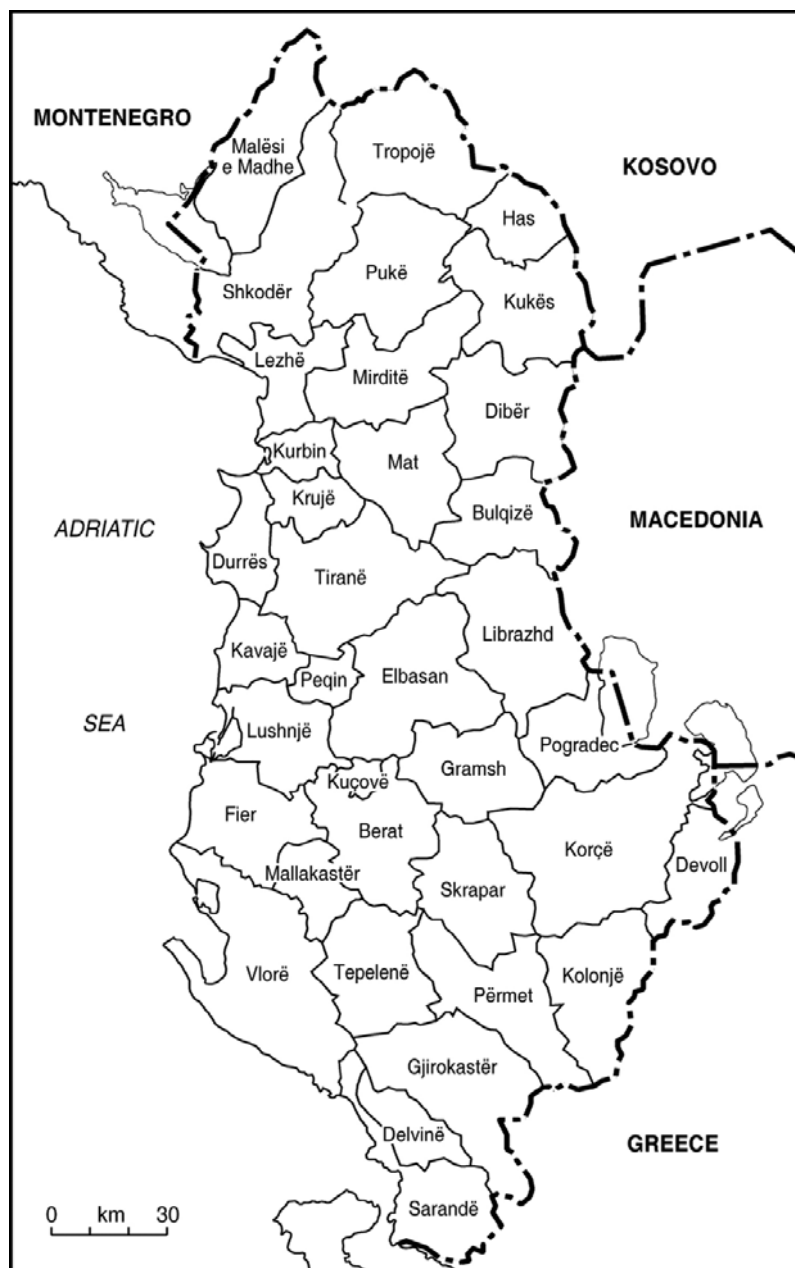 MONTENEGRO
Malësi
e Madhe
Tropojë
KOSOVO
Has
Pukë
Shkodër
Kukës
Lezhë
Mirditë
Dibër
Kurbin
Mat
Krujë
Bulqizë
ADRIATIC
MACEDONIA
Durrës
Tiranë
Librazhd
Kavajë
Peqin
Elbasan
SEA
Lushnjë
Pogradec
Gramsh
Kuçovë
Fier
Berat
Korçë
Mallakastër
Devoll
Skrapar
Vlorë
Tepelenë
Përmet
Kolonjë
Gjirokastër
Delvinë
GREECE
Sarandë
0 km 30